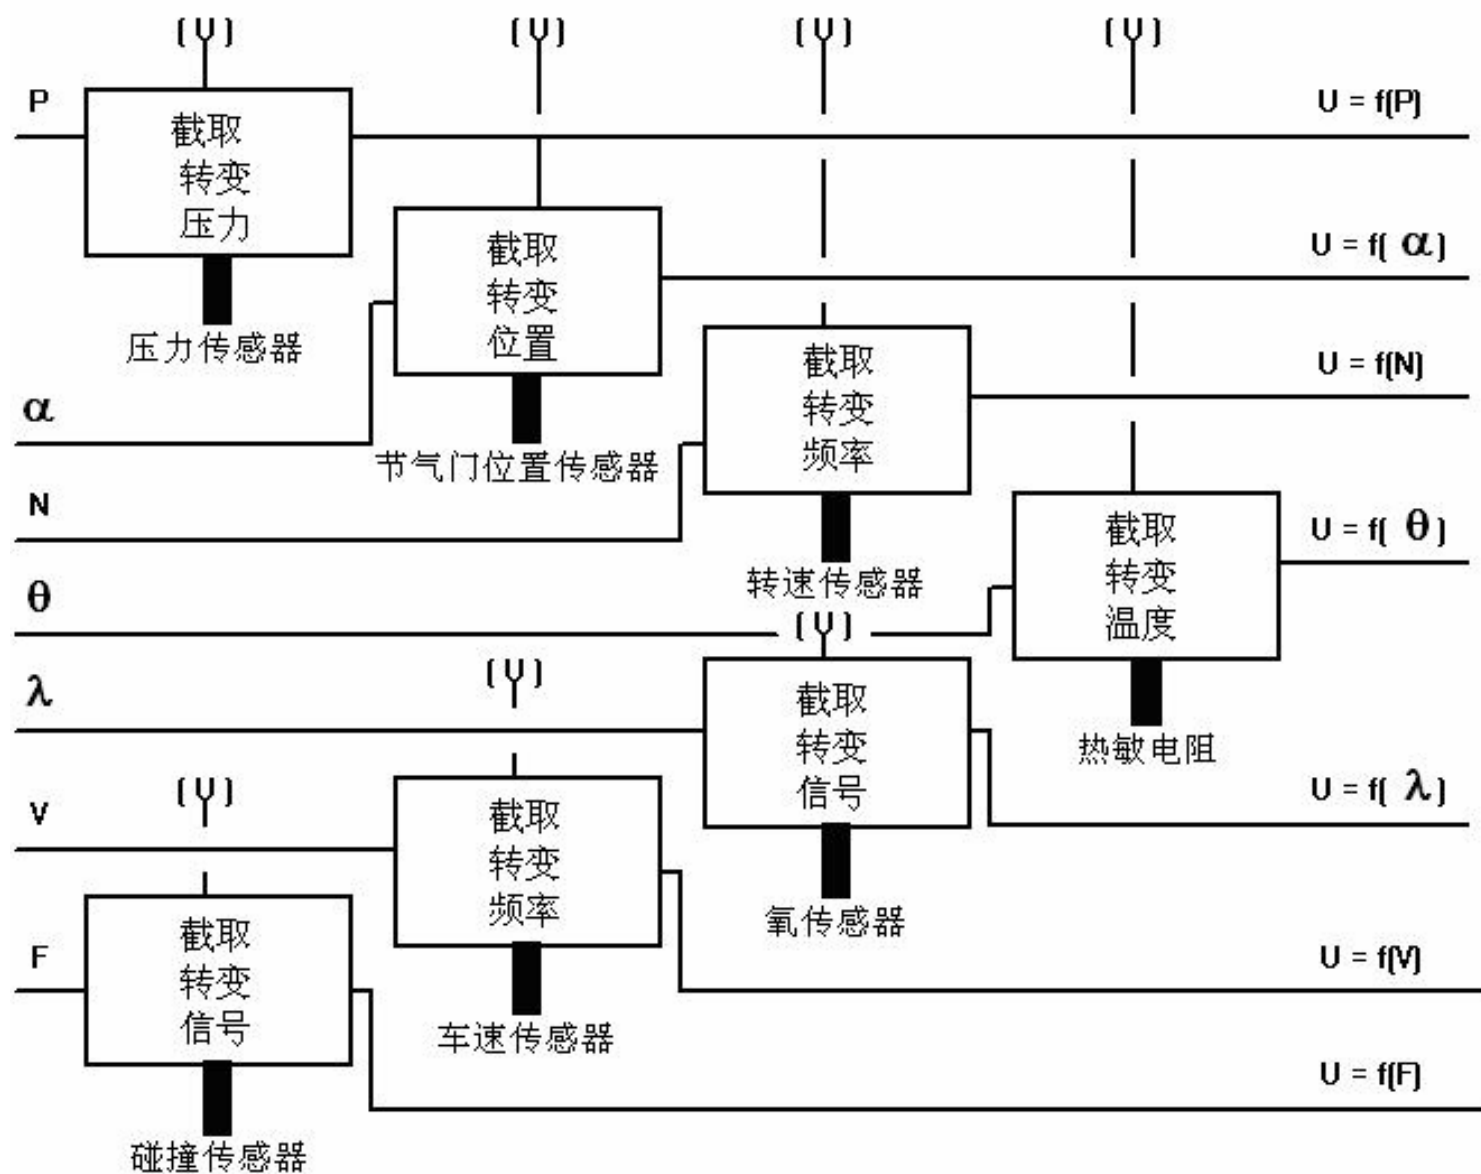 (U)
(U)
(U)
(U)
P
截取
转变
压力
U = f(P)
压力传感器
截取
转变
位置
U = f( α )
α
节气门位置传感器
截取
转变
频率
U = f(N)
N
转速传感器
截取
转变
温度
U = f( θ )
θ
热敏电阻
(U)
λ
截取
转变
信号
U = f( λ )
氧传感器
(U)
V
截取
转变
频率
U = f(V)
车速传感器
(U)
F
截取
转变
信号
U = f(F)
碰撞传感器